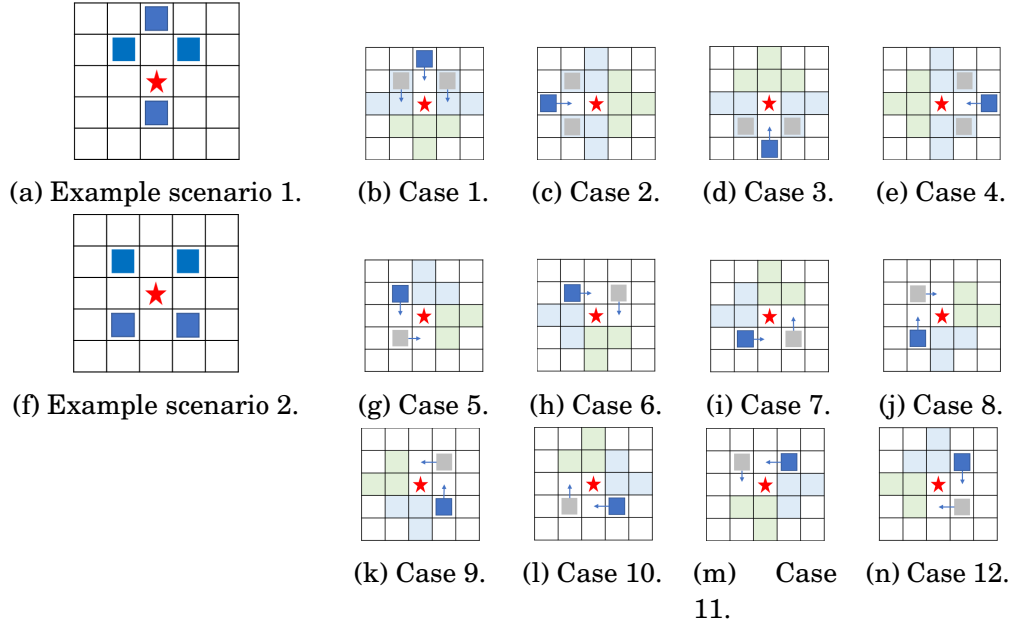 (a) Example scenario 1.
(b) Case 1.
(c) Case 2.
(d) Case 3.
(e) Case 4.
(f) Example scenario 2.
(g) Case 5.
(h) Case 6.
(i) Case 7.
(j) Case 8.
(k) Case 9.
(l) Case 10.
(m) Case
11.
(n) Case 12.